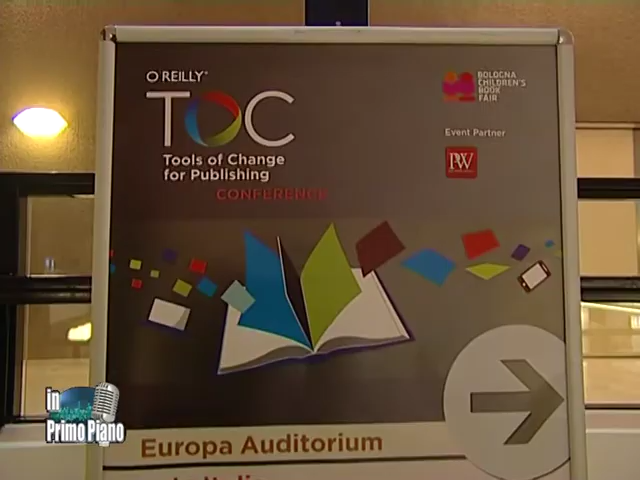 O'REILLY®
TOC
Tools of Change
for Publishing
CONFERENCE
BOLOGNA
CHILDREN'S
BOOK
FAIR
Event Partner
PW
Europa Auditorium
in
Primo Piano